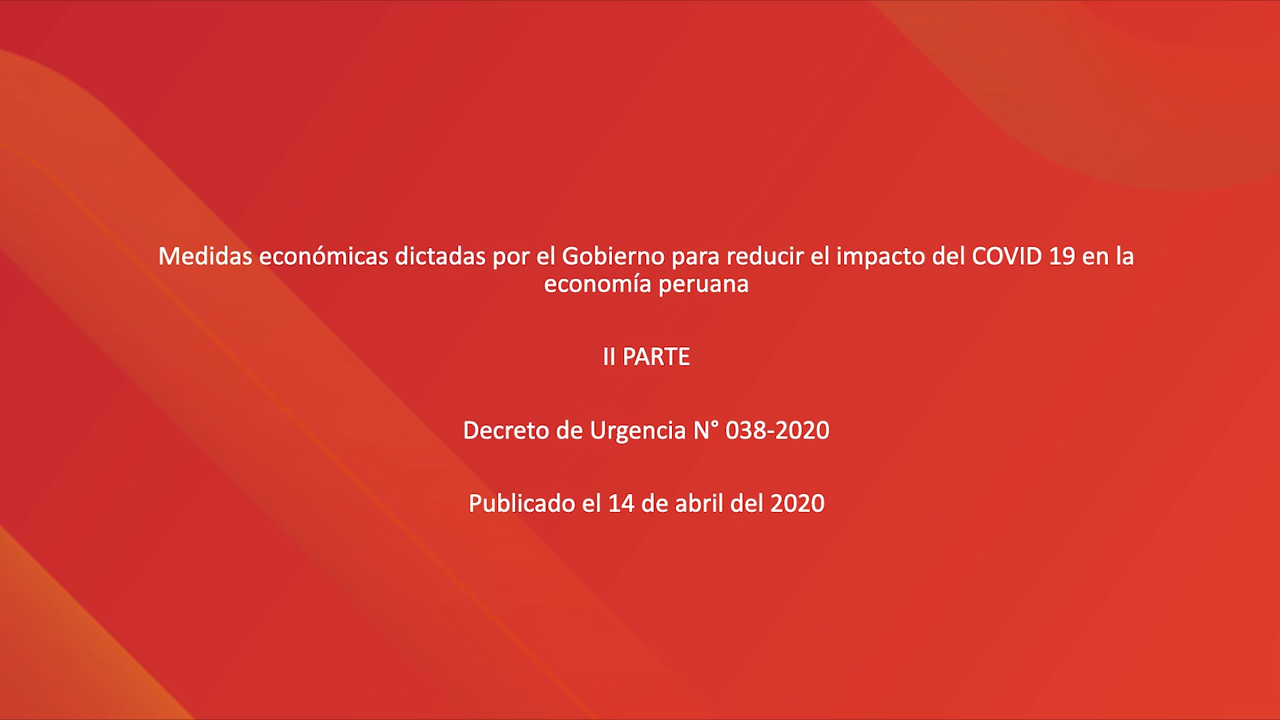 Medidas económicas dictadas por el Gobierno para reducir el impacto del COVID 19 en la
economía peruana
II PARTE
Decreto de Urgencia N° 038-2020
Publicado el 14 de abril del 2020